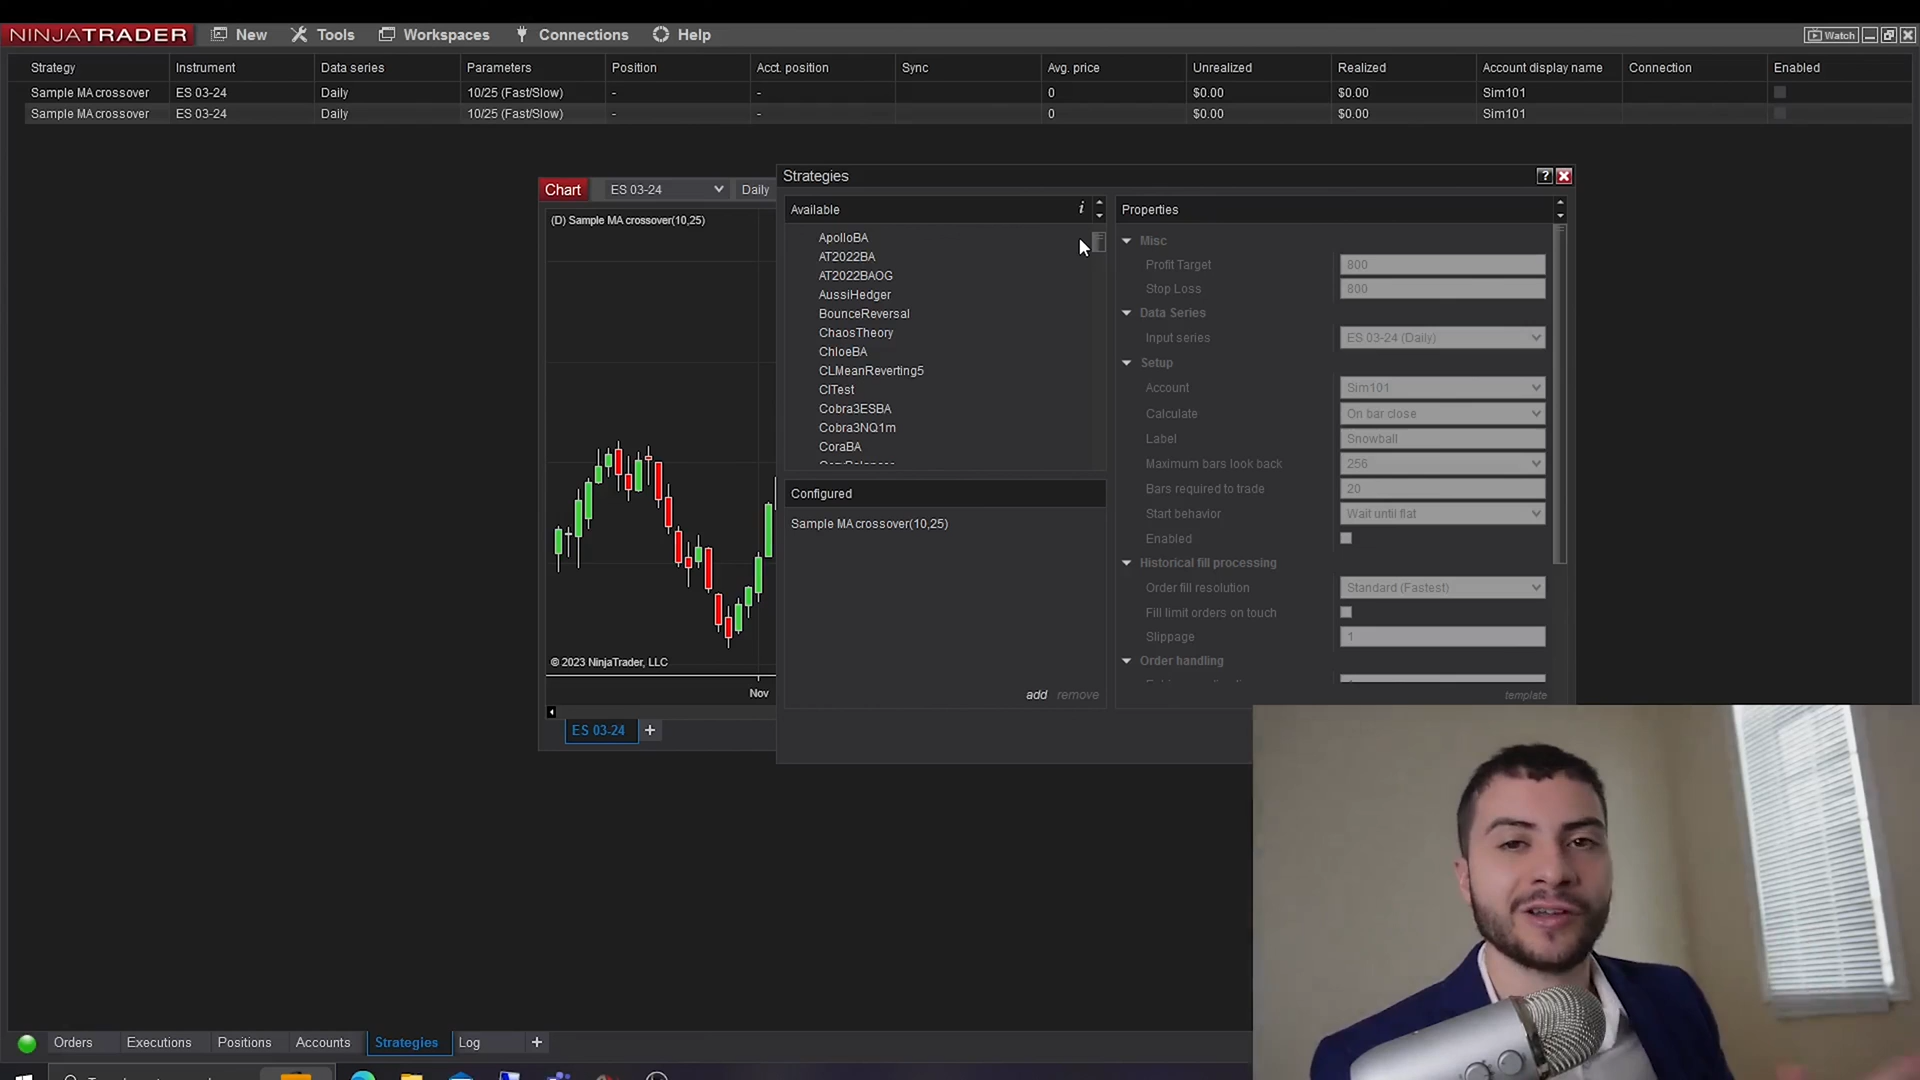 NINJATRADER New Tools Workspaces Connections Help Watch
Strategy Instrument Data series Parameters Position Acct. position Sync Avg. price Unrealized Realized Account display name Connection Enabled
Sample MA crossover ES 03-24 Daily 10/25 (Fast/Slow) - - 0 $0.00 $0.00 Sim101
Sample MA crossover ES 03-24 Daily 10/25 (Fast/Slow) - - 0 $0.00 $0.00 Sim101
Chart ES 03-24 Daily
(D) Sample MA crossover(10,25)
© 2023 NinjaTrader, LLC
Nov
ES 03-24 +
Strategies ?
Available i
ApolloBA
AT2022BA
AT2022BAOG
AussiHedger
BounceReversal
ChaosTheory
ChloeBA
CLMeanReverting5
ClTest
Cobra3ESBA
Cobra3NQ1m
CoraBA
Configured
Sample MA crossover(10,25)
add remove
Properties
Misc
Profit Target 800
Stop Loss 800
Data Series
Input series ES 03-24 (Daily)
Setup
Account Sim101
Calculate On bar close
Label Snowball
Maximum bars look back 256
Bars required to trade 20
Start behavior Wait until flat
Enabled
Historical fill processing
Order fill resolution Standard (Fastest)
Fill limit orders on touch
Slippage 1
Order handling
template
Orders Executions Positions Accounts Strategies Log +